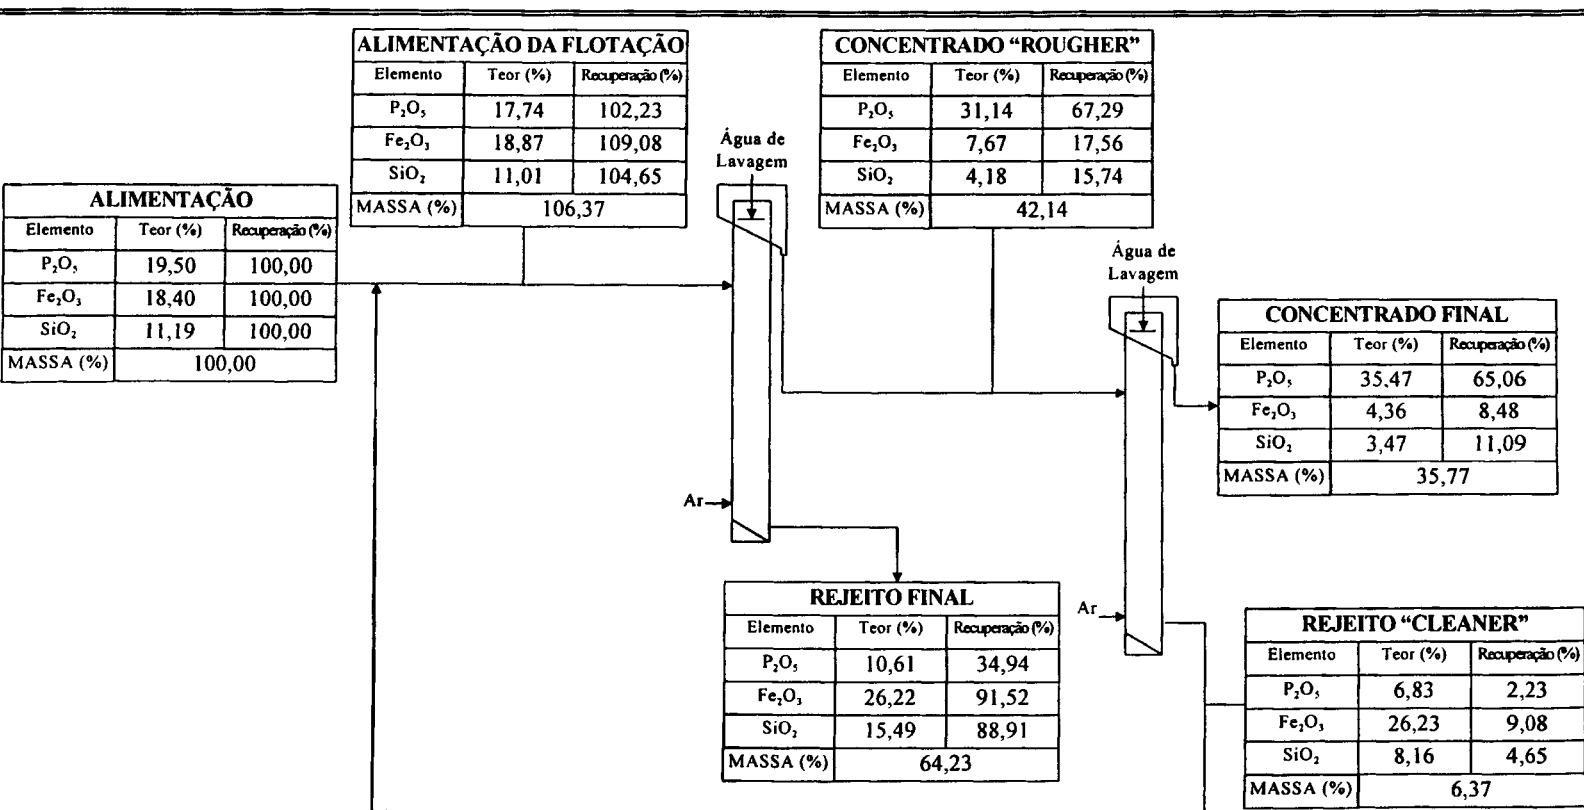 ALIMENTAÇÃO DA FLOTAÇÃO
Elemento Teor (%) Recuperação (%)
P₂O₅ 17,74 102,23
Fe₂O₃ 18,87 109,08
SiO₂ 11,01 104,65
MASSA (%) 106,37
CONCENTRADO “ROUGHER”
Elemento Teor (%) Recuperação (%)
P₂O₅ 31,14 67,29
Fe₂O₃ 7,67 17,56
SiO₂ 4,18 15,74
MASSA (%) 42,14
Água de
Lavagem
ALIMENTAÇÃO
Elemento Teor (%) Recuperação (%)
P₂O₅ 19,50 100,00
Fe₂O₃ 18,40 100,00
SiO₂ 11,19 100,00
MASSA (%) 100,00
Água de
Lavagem
CONCENTRADO FINAL
Elemento Teor (%) Recuperação (%)
P₂O₅ 35,47 65,06
Fe₂O₃ 4,36 8,48
SiO₂ 3,47 11,09
MASSA (%) 35,77
Ar
REJEITO FINAL
Elemento Teor (%) Recuperação (%)
P₂O₅ 10,61 34,94
Fe₂O₃ 26,22 91,52
SiO₂ 15,49 88,91
MASSA (%) 64,23
Ar
REJEITO “CLEANER”
Elemento Teor (%) Recuperação (%)
P₂O₅ 6,83 2,23
Fe₂O₃ 26,23 9,08
SiO₂ 8,16 4,65
MASSA (%) 6,37